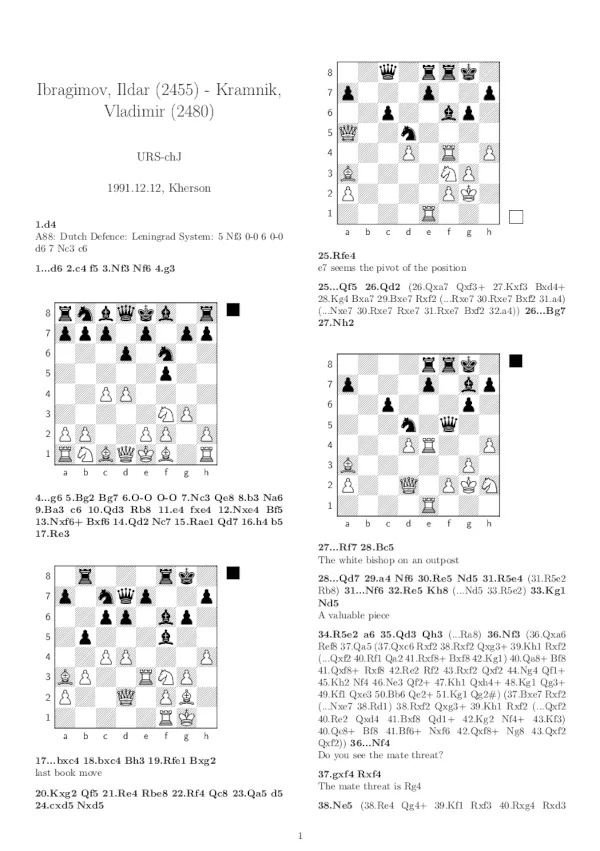 Ibragimov, Ildar (2455) - Kramnik,
Vladimir (2480)
URS-chJ
1991.12.12, Kherson
1.d4
A88: Dutch Defence: Leningrad System: 5 Nf3 0-0 6 0-0
d6 7 Nc3 c6
1...d6 2.c4 f5 3.Nf3 Nf6 4.g3
8
7
6
5
4
3
2
1
a b c d e f g h
4...g6 5.Bg2 Bg7 6.O-O O-O 7.Nc3 Qe8 8.b3 Na6
9.Ba3 c6 10.Qd3 Rb8 11.e4 fxe4 12.Nxe4 Bf5
13.Nxf6+ Bxf6 14.Qd2 Nc7 15.Rae1 Qd7 16.h4 b5
17.Re3
8
7
6
5
4
3
2
1
a b c d e f g h
17...bxc4 18.bxc4 Bh3 19.Rfe1 Bxg2
last book move
20.Kxg2 Qf5 21.Re4 Rbe8 22.Rf4 Qc8 23.Qa5 d5
24.cxd5 Nxd5
8
7
6
5
4
3
2
1
a b c d e f g h
25.Rfe4
e7 seems the pivot of the position
25...Qf5 26.Qd2 (26.Qxa7 Qxf3+ 27.Kxf3 Bxd4+
28.Kg4 Bxa7 29.Bxe7 Rxf2 (...Rxe7 30.Rxe7 Bxf2 31.a4)
(...Nxe7 30.Rxe7 Rxe7 31.Rxe7 Bxf2 32.a4)) 26...Bg7
27.Nh2
8
7
6
5
4
3
2
1
a b c d e f g h
27...Rf7 28.Bc5
The white bishop on an outpost
28...Qd7 29.a4 Nf6 30.Re5 Nd5 31.R5e4 (31.R5e2
Rb8) 31...Nf6 32.Re5 Kh8 (...Nd5 33.R5e2) 33.Kg1
Nd5
A valuable piece
34.R5e2 a6 35.Qd3 Qh3 (...Ra8) 36.Nf3 (36.Qxa6
Ref8 37.Qa5 (37.Qxc6 Rxf2 38.Rxf2 Qxg3+ 39.Kh1 Rxf2
(...Qxf2 40.Rf1 Qa2 41.Rxf8+ Bxf8 42.Kg1) 40.Qa8+ Bf8
41.Qxf8+ Rxf8 42.Re2 Rf2 43.Rxf2 Qxf2 44.Ng4 Qf1+
45.Kh2 Nf4 46.Ne3 Qf2+ 47.Kh1 Qxh4+ 48.Kg1 Qg3+
49.Kf1 Qxe3 50.Bb6 Qe2+ 51.Kg1 Qg2#) (37.Bxe7 Rxf2
(...Nxe7 38.Rd1) 38.Rxf2 Qxg3+ 39.Kh1 Rxf2 (...Qxf2
40.Re2 Qxd4 41.Bxf8 Qd1+ 42.Kg2 Nf4+ 43.Kf3)
40.Qc8+ Bf8 41.Bf6+ Nxf6 42.Qxf8+ Ng8 43.Qxf2
Qxf2)) 36...Nf4
Do you see the mate threat?
37.gxf4 Rxf4
The mate threat is Rg4
38.Ne5 (38.Re4 Qg4+ 39.Kf1 Rxf3 40.Rxg4 Rxd3
1